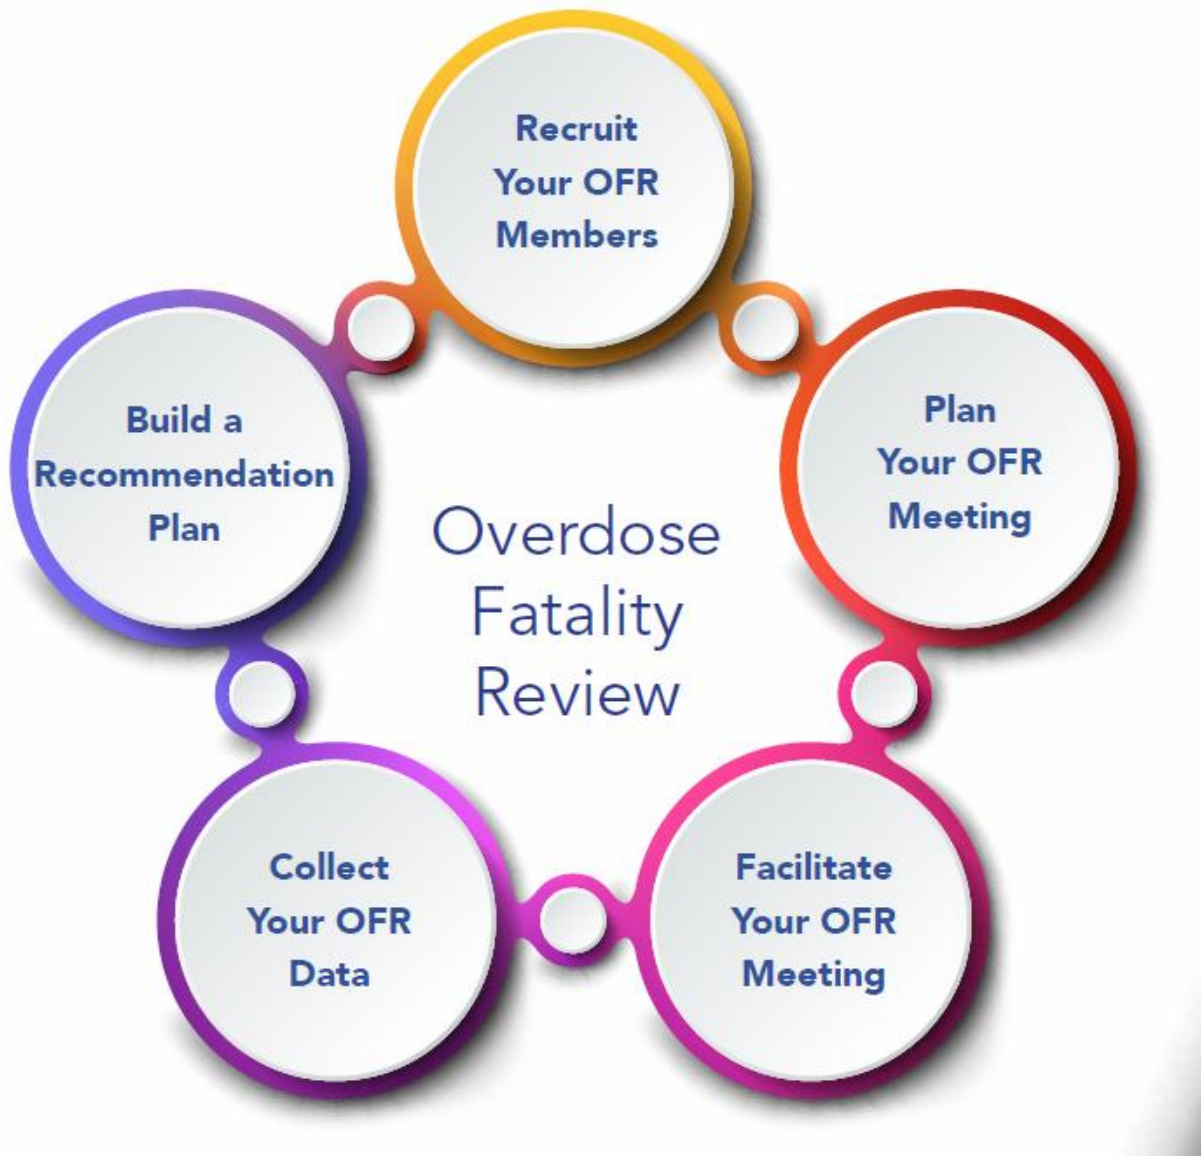 Recruit
Your OFR
Members
Plan
Your OFR
Meeting
Facilitate
Your OFR
Meeting
Collect
Your OFR
Data
Build a
Recommendation
Plan
Overdose
Fatality
Review